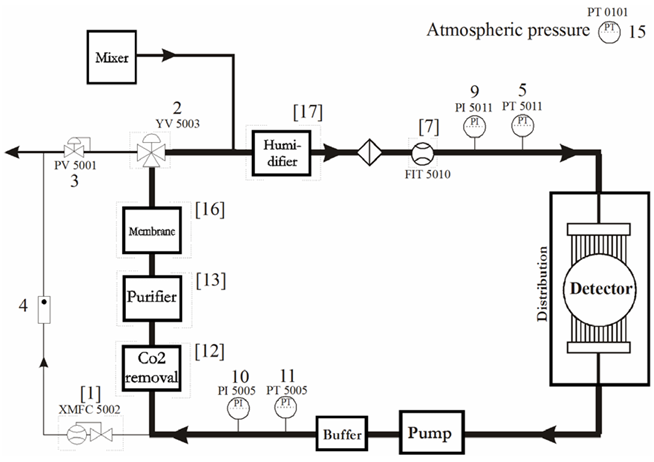 PT 0101
Atmospheric pressure
PT
15
Mixer
2
YV 5003
[17]
Humi-
difier
[7]
FIT 5010
9
PI 5011
PI
5
PT 5011
PT
PV 5001
3
[16]
Membrane
[13]
Purifier
[12]
Co2
removal
4
[1]
XMFC 5002
10
PI 5005
PI
11
PT 5005
PT
Buffer
Pump
Distribution
Detector